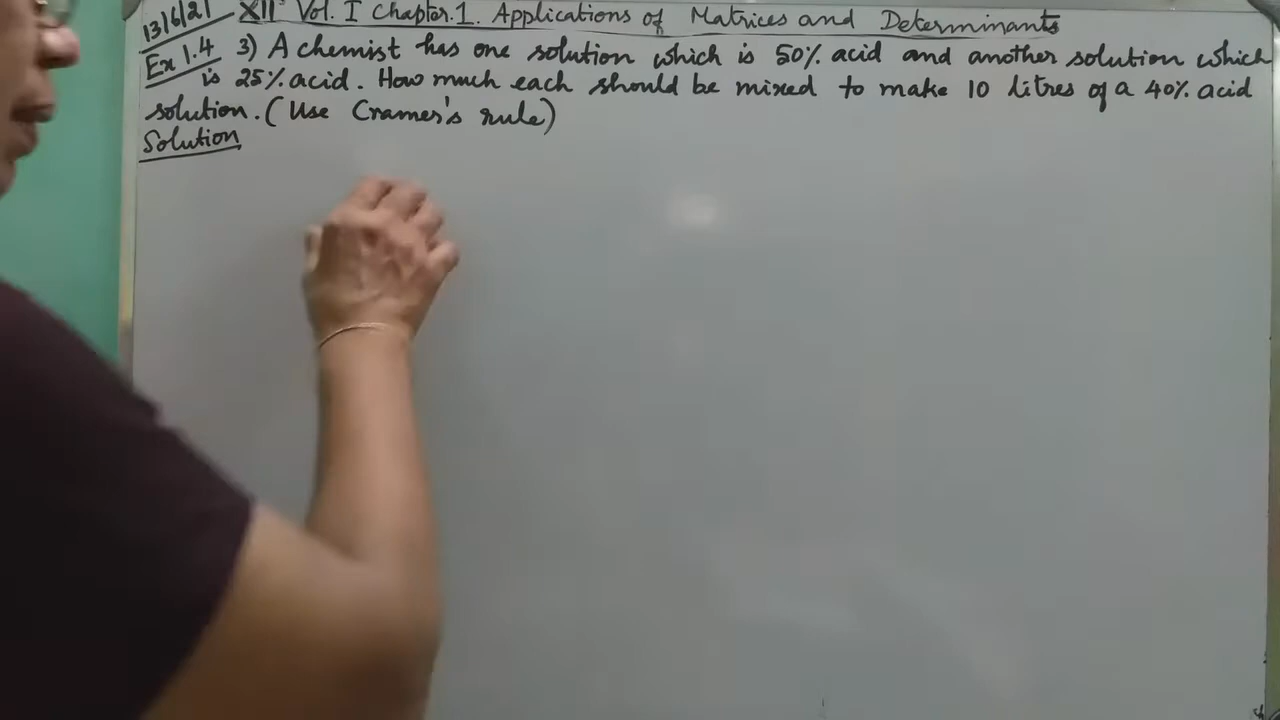 13/6/21 XII Vol. I Chapter.1. Applications of Matrices and Determinants
Ex 1.4 3) A chemist has one solution which is 50% acid and another solution which
is 25% acid. How much each should be mixed to make 10 litres of a 40% acid
solution. (Use Cramer's rule)
Solution